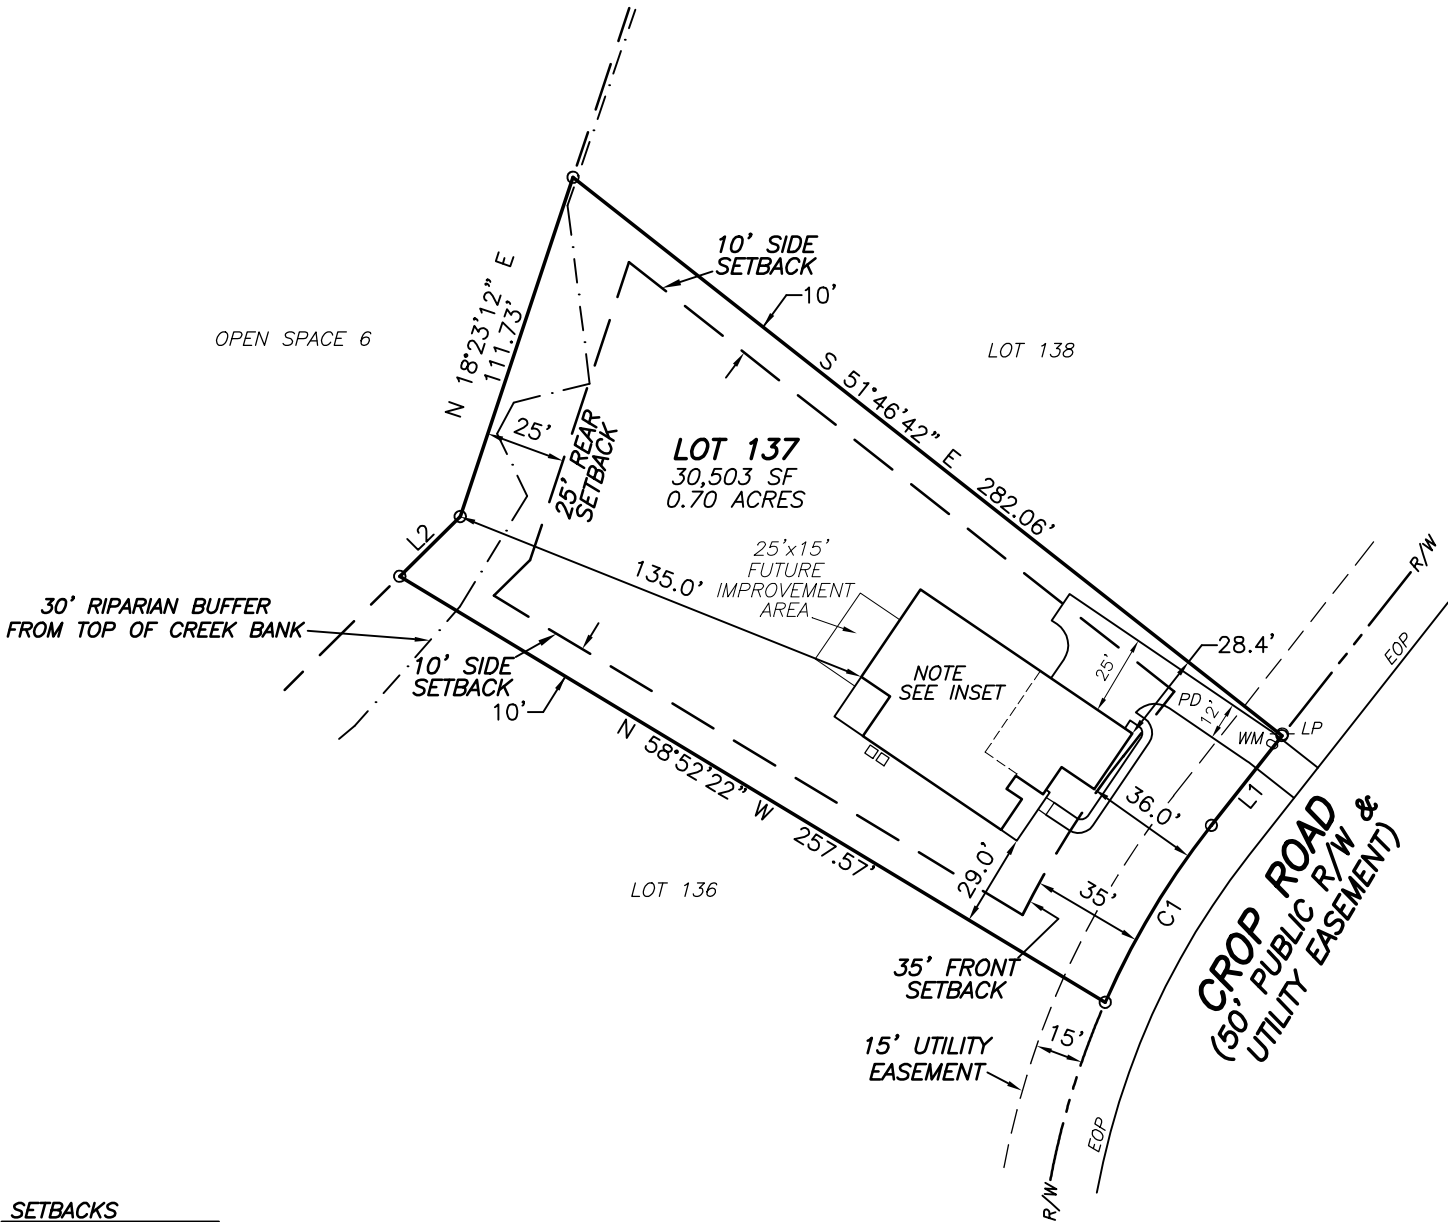 10' SIDE
SETBACK
10'
N 18°23'12" E
111.73'
OPEN SPACE 6
LOT 138
S 51°46'42" E 282.06'
25'
25' REAR
SETBACK
LOT 137
30,503 SF
0.70 ACRES
L2
135.0'
25'x15'
FUTURE
IMPROVEMENT
AREA
R/W
EOP
30' RIPARIAN BUFFER
FROM TOP OF CREEK BANK
10' SIDE
SETBACK
10'
NOTE
SEE INSET
25'
28.4'
PD
12'
WM
LP
N 58°52'22" W 257.57'
36.0'
L1
29.0'
35'
C1
LOT 136
CROP ROAD
(50' PUBLIC R/W &
UTILITY EASEMENT)
35' FRONT
SETBACK
15' UTILITY
EASEMENT
15'
EOP
R/W
SETBACKS